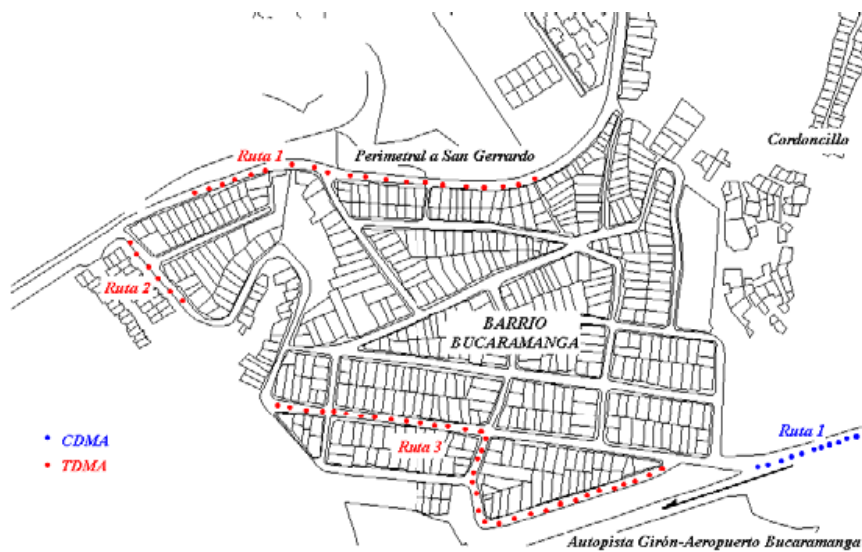 Cordoncillo
Ruta 1
Perimetral a San Gerrardo
Ruta 2
BARRIO
BUCARAMANGA
Ruta 1
Ruta 3
CDMA
TDMA
Autopista Girón-Aeropuerto Bucaramanga